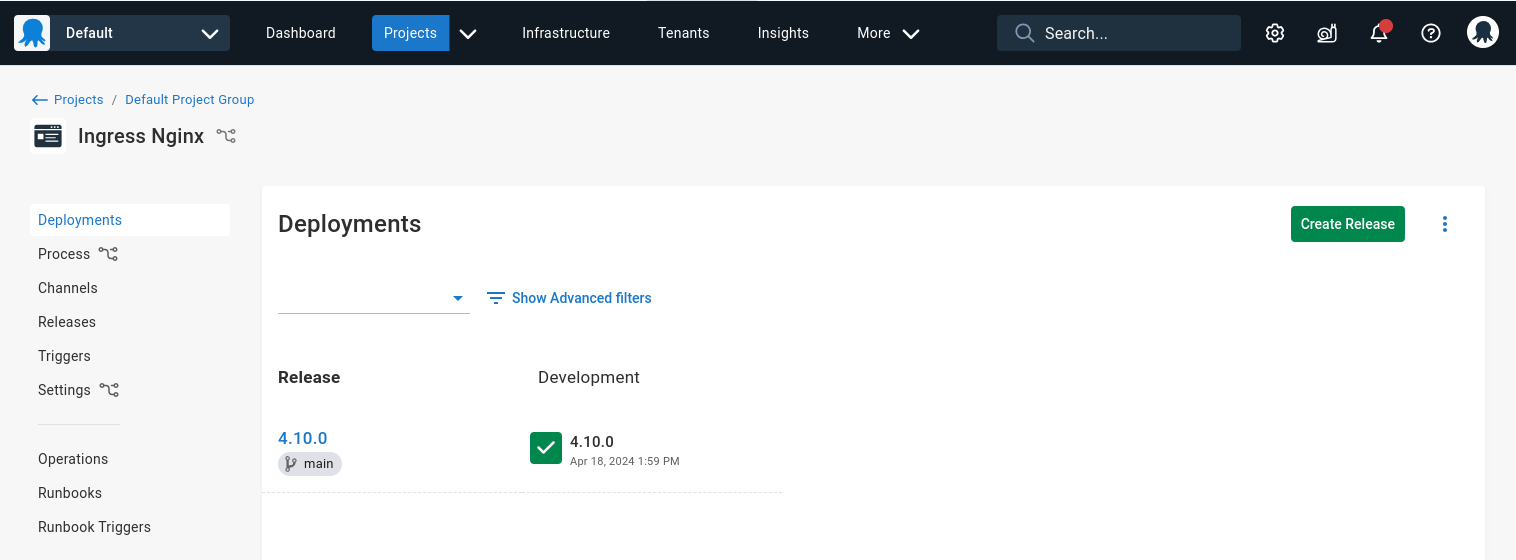 Default
Dashboard
Projects
Infrastructure
Tenants
Insights
More
Search...
Projects / Default Project Group
Ingress Nginx
Deployments
Process
Channels
Releases
Triggers
Settings
Operations
Runbooks
Runbook Triggers
Deployments
Create Release
Show Advanced filters
Release
Development
4.10.0
main
4.10.0
Apr 18, 2024 1:59 PM